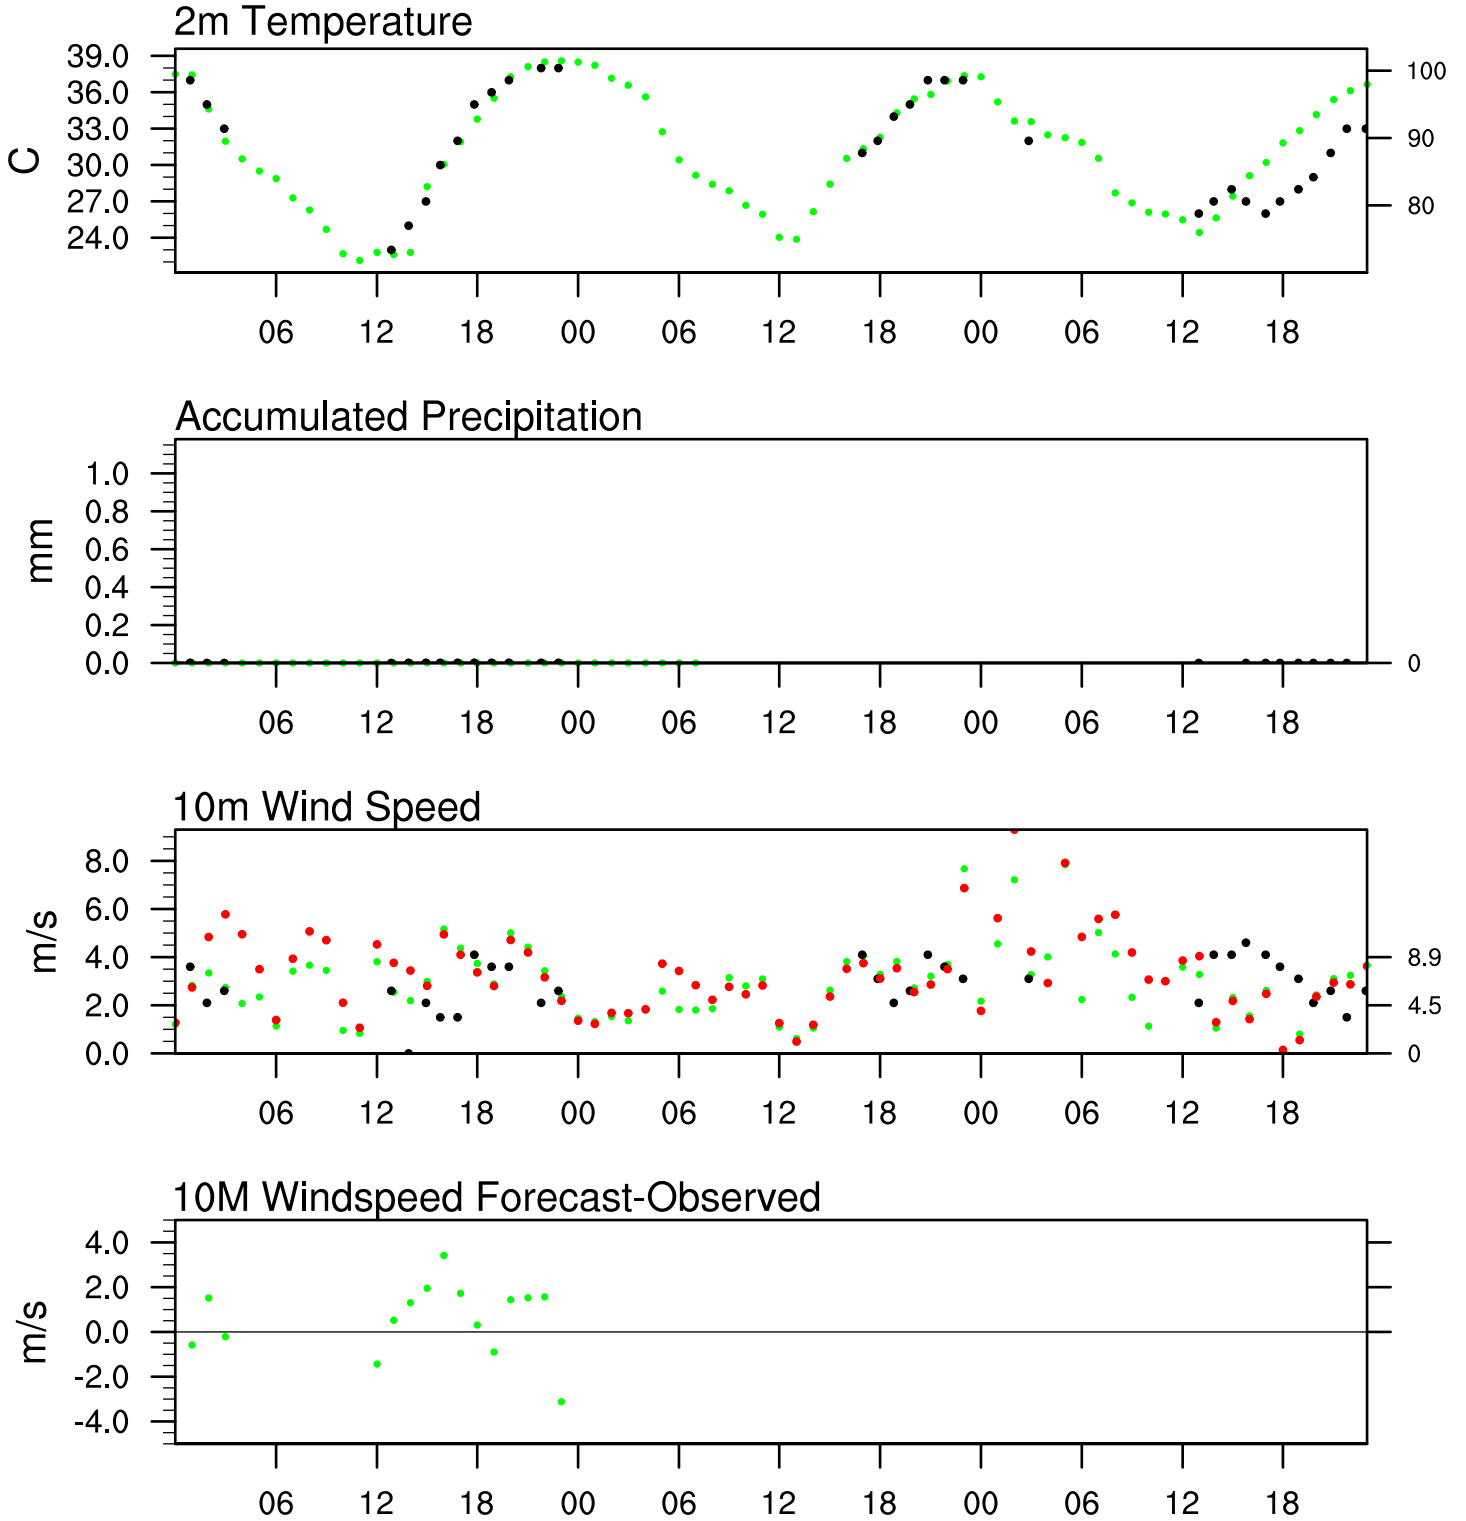 2m Temperature
39.0
36.0
33.0
30.0
27.0
24.0
C
100
90
80
06 12 18 00 06 12 18 00 06 12 18
Accumulated Precipitation
1.0
0.8
0.6
0.4
0.2
0.0
mm
0
06 12 18 00 06 12 18 00 06 12 18
10m Wind Speed
8.0
6.0
4.0
2.0
0.0
m/s
8.9
4.5
0
06 12 18 00 06 12 18 00 06 12 18
10M Windspeed Forecast-Observed
4.0
2.0
0.0
-2.0
-4.0
m/s
06 12 18 00 06 12 18 00 06 12 18